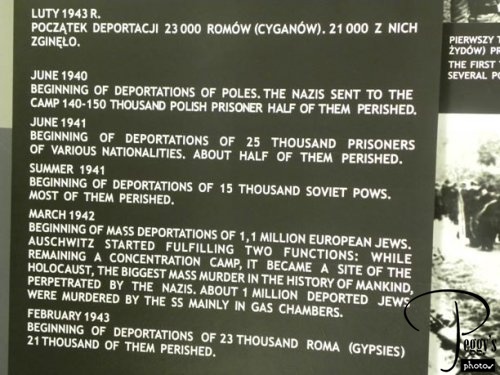 LUTY 1943 R.
POCZĄTEK DEPORTACJI 23 000 ROMÓW (CYGANÓW). 21 000 Z NICH
ZGINĘŁO.
JUNE 1940
BEGINNING OF DEPORTATIONS OF POLES. THE NAZIS SENT TO THE
CAMP 140-150 THOUSAND POLISH PRISONER HALF OF THEM PERISHED.
JUNE 1941
BEGINNING OF DEPORTATIONS OF 25 THOUSAND PRISONERS
OF VARIOUS NATIONALITIES. ABOUT HALF OF THEM PERISHED.
SUMMER 1941
BEGINNING OF DEPORTATIONS OF 15 THOUSAND SOVIET POWS.
MOST OF THEM PERISHED.
MARCH 1942
BEGINNING OF MASS DEPORTATIONS OF 1,1 MILLION EUROPEAN JEWS.
AUSCHWITZ STARTED FULFILLING TWO FUNCTIONS: WHILE
REMAINING A CONCENTRATION CAMP, IT BECAME A SITE OF THE
HOLOCAUST, THE BIGGEST MASS MURDER IN THE HISTORY OF MANKIND,
PERPETRATED BY THE NAZIS. ABOUT 1 MILLION DEPORTED JEWS
WERE MURDERED BY THE SS MAINLY IN GAS CHAMBERS.
FEBRUARY 1943
BEGINNING OF DEPORTATIONS OF 23 THOUSAND ROMA (GYPSIES)
21 THOUSAND OF THEM PERISHED.
PIERWSZY T
ŻYDÓW) PR
THE FIRST T
SEVERAL PO
Peggy's
photos